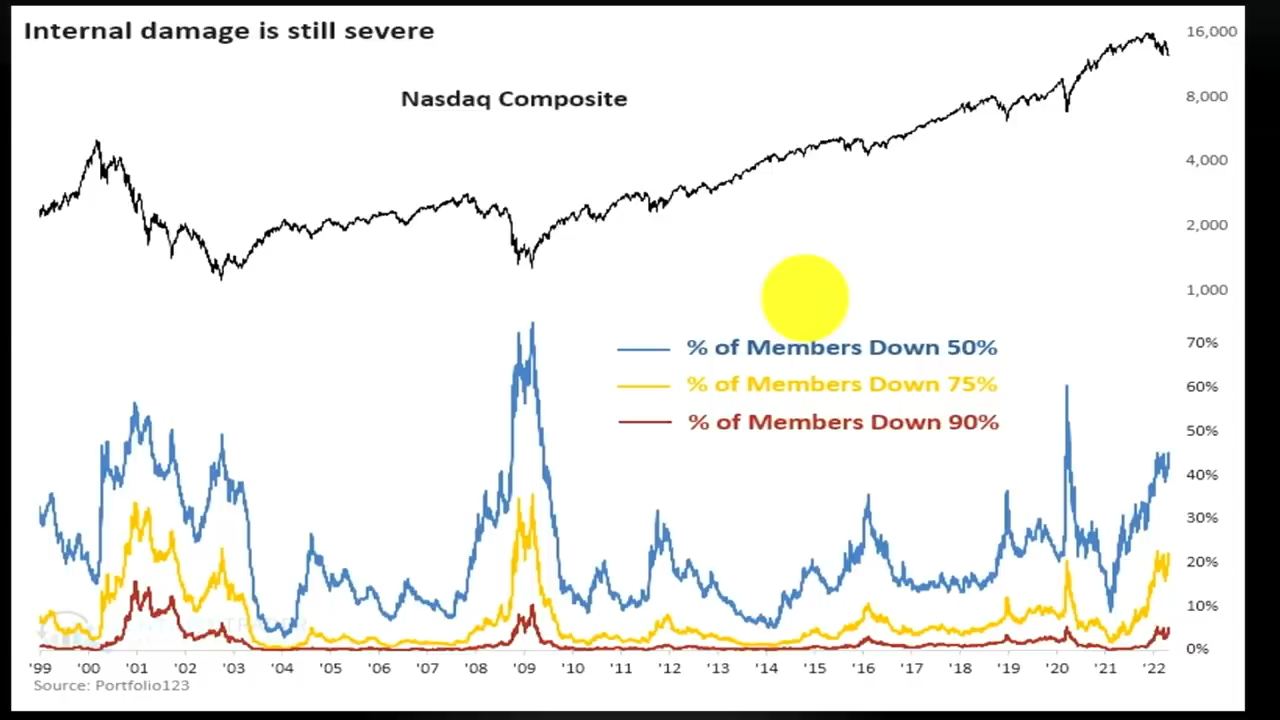 Internal damage is still severe
Nasdaq Composite
16,000
8,000
4,000
2,000
1,000
% of Members Down 50%
% of Members Down 75%
% of Members Down 90%
70%
60%
50%
40%
30%
20%
10%
0%
'99 '00 '01 '02 '03 '04 '05 '06 '07 '08 '09 '10 '11 '12 '13 '14 '15 '16 '17 '18 '19 '20 '21 '22
Source: Portfolio123